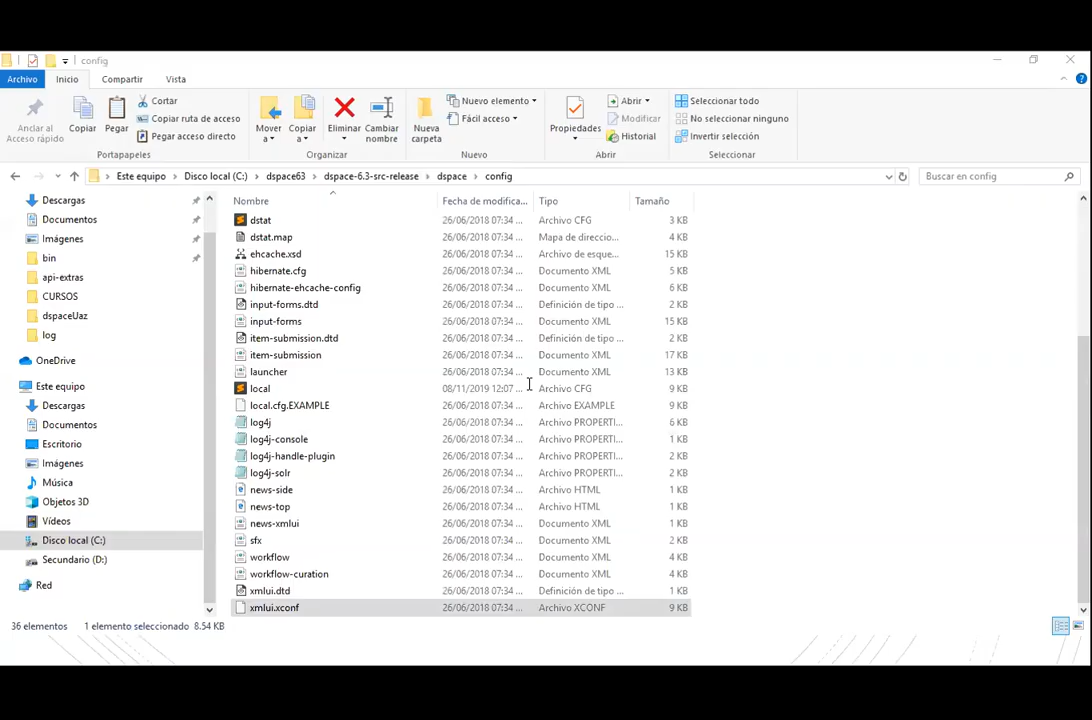 config
Archivo Inicio Compartir Vista
Anclar al Acceso rápido Copiar Pegar Cortar Copiar ruta de acceso Pegar acceso directo Mover a Copiar a Eliminar Cambiar nombre Nueva carpeta Nuevo elemento Fácil acceso Propiedades Abrir Modificar Historial Seleccionar todo No seleccionar ninguno Invertir selección
Portapapeles Organizar Nuevo Abrir Seleccionar
Este equipo Disco local (C:) dspace63 dspace-6.3-src-release dspace config Buscar en config
Descargas
Documentos
Imágenes
bin
api-extras
CURSOS
dspaceUaz
log
OneDrive
Este equipo
Descargas
Documentos
Escritorio
Imágenes
Música
Objetos 3D
Vídeos
Disco local (C:)
Secundario (D:)
Red
Nombre Fecha de modifica... Tipo Tamaño
dstat 26/06/2018 07:34 ... Archivo CFG 3 KB
dstat.map 26/06/2018 07:34 ... Mapa de direccio... 4 KB
ehcache.xsd 26/06/2018 07:34 ... Archivo de esque... 15 KB
hibernate.cfg 26/06/2018 07:34 ... Documento XML 5 KB
hibernate-ehcache-config 26/06/2018 07:34 ... Documento XML 6 KB
input-forms.dtd 26/06/2018 07:34 ... Definición de tipo ... 2 KB
input-forms 26/06/2018 07:34 ... Documento XML 15 KB
item-submission.dtd 26/06/2018 07:34 ... Definición de tipo ... 2 KB
item-submission 26/06/2018 07:34 ... Documento XML 17 KB
launcher 26/06/2018 07:34 ... Documento XML 13 KB
local 08/11/2019 12:07 ... Archivo CFG 9 KB
local.cfg.EXAMPLE 26/06/2018 07:34 ... Archivo EXAMPLE 9 KB
log4j 26/06/2018 07:34 ... Archivo PROPERTI... 6 KB
log4j-console 26/06/2018 07:34 ... Archivo PROPERTI... 1 KB
log4j-handle-plugin 26/06/2018 07:34 ... Archivo PROPERTI... 2 KB
log4j-solr 26/06/2018 07:34 ... Archivo PROPERTI... 2 KB
news-side 26/06/2018 07:34 ... Archivo HTML 1 KB
news-top 26/06/2018 07:34 ... Archivo HTML 1 KB
news-xmlui 26/06/2018 07:34 ... Documento XML 1 KB
sfx 26/06/2018 07:34 ... Documento XML 2 KB
workflow 26/06/2018 07:34 ... Documento XML 4 KB
workflow-curation 26/06/2018 07:34 ... Documento XML 4 KB
xmlui.dtd 26/06/2018 07:34 ... Definición de tipo ... 1 KB
xmlui.xconf 26/06/2018 07:34 ... Archivo XCONF 9 KB
36 elementos 1 elemento seleccionado 8.54 KB